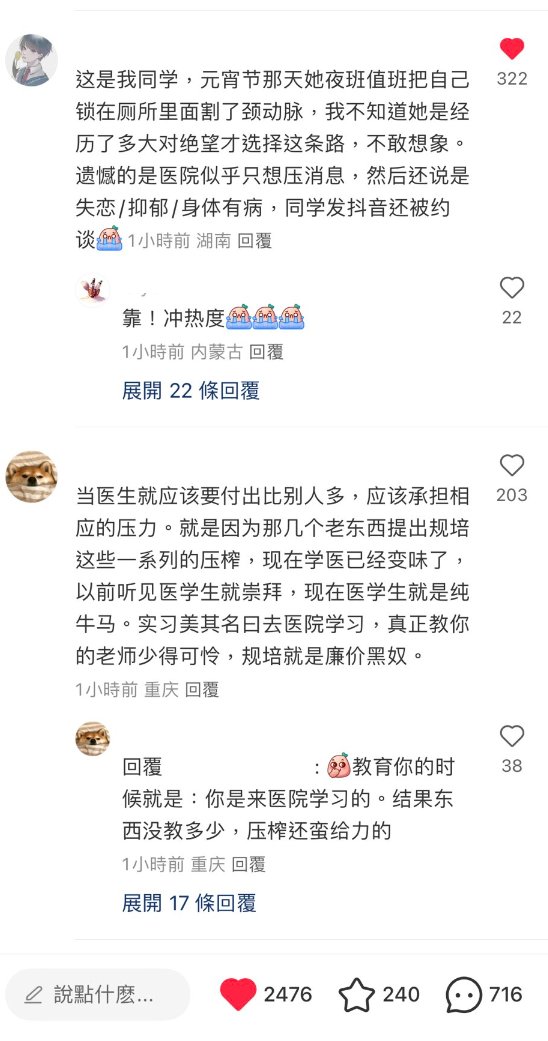 这是我同学，元宵节那天她夜班值班把自己
锁在厕所里面割了颈动脉，我不知道她是经
历了多大对绝望才选择这条路，不敢想象。
遗憾的是医院似乎只想压消息，然后还说是
失恋/抑郁/身体有病，同学发抖音还被约
谈 1小時前 湖南 回覆
322
靠！冲热度
1小時前 内蒙古 回覆
22
展開 22 條回覆
当医生就应该要付出比别人多，应该承担相
应的压力。就是因为那几个老东西提出规培
这些一系列的压榨，现在学医已经变味了，
以前听见医学生就崇拜，现在医学生就是纯
牛马。实习美其名曰去医院学习，真正教你
的老师少得可怜，规培就是廉价黑奴。
1小時前 重庆 回覆
203
回覆 : 教育你的时
候就是：你是来医院学习的。结果东
西没教多少，压榨还蛮给力的
1小時前 重庆 回覆
38
展開 17 條回覆
說點什麼... 2476 240 716